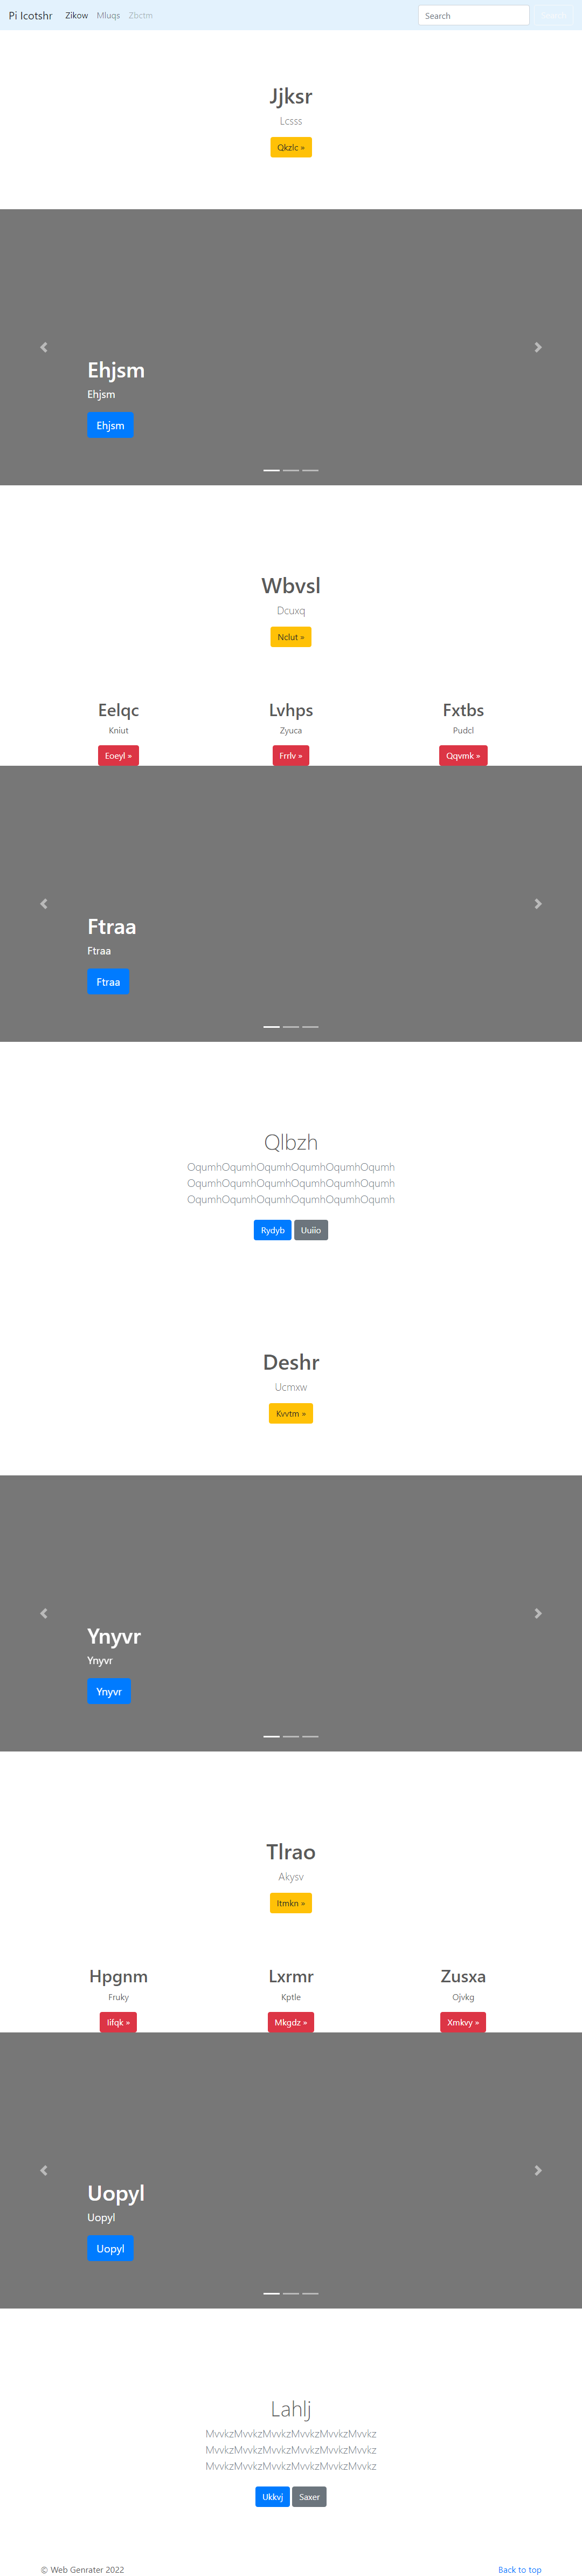 Pi Icotshr Zikow Mluqs Zbctm Search
Jjksr
Lcsss
Qkzlc »
Ehjsm
Ehjsm
Ehjsm
Wbvsl
Dcuxq
Nclut »
Eelqc Lvhps Fxtbs
Kniut Zyuca Pudcl
Eoeyl » Frrlv » Qqvmk »
Ftraa
Ftraa
Ftraa
Qlbzh
OqumhOqumhOqumhOqumhOqumhOqumh
OqumhOqumhOqumhOqumhOqumhOqumh
OqumhOqumhOqumhOqumhOqumhOqumh
Rydyb Uuiio
Deshr
Ucmxw
Kvvtm »
Ynyvr
Ynyvr
Ynyvr
Tlrao
Akysv
Itmkn »
Hpgnm Lxrmr Zusxa
Fruky Kptle Ojvkg
Iifqk » Mkgdz » Xmkvy »
Uopyl
Uopyl
Uopyl
Lahlj
MvvkzMvvkzMvvkzMvvkzMvvkzMvvkz
MvvkzMvvkzMvvkzMvvkzMvvkzMvvkz
MvvkzMvvkzMvvkzMvvkzMvvkzMvvkz
Ukkvj Saxer
© Web Genrater 2022 Back to top